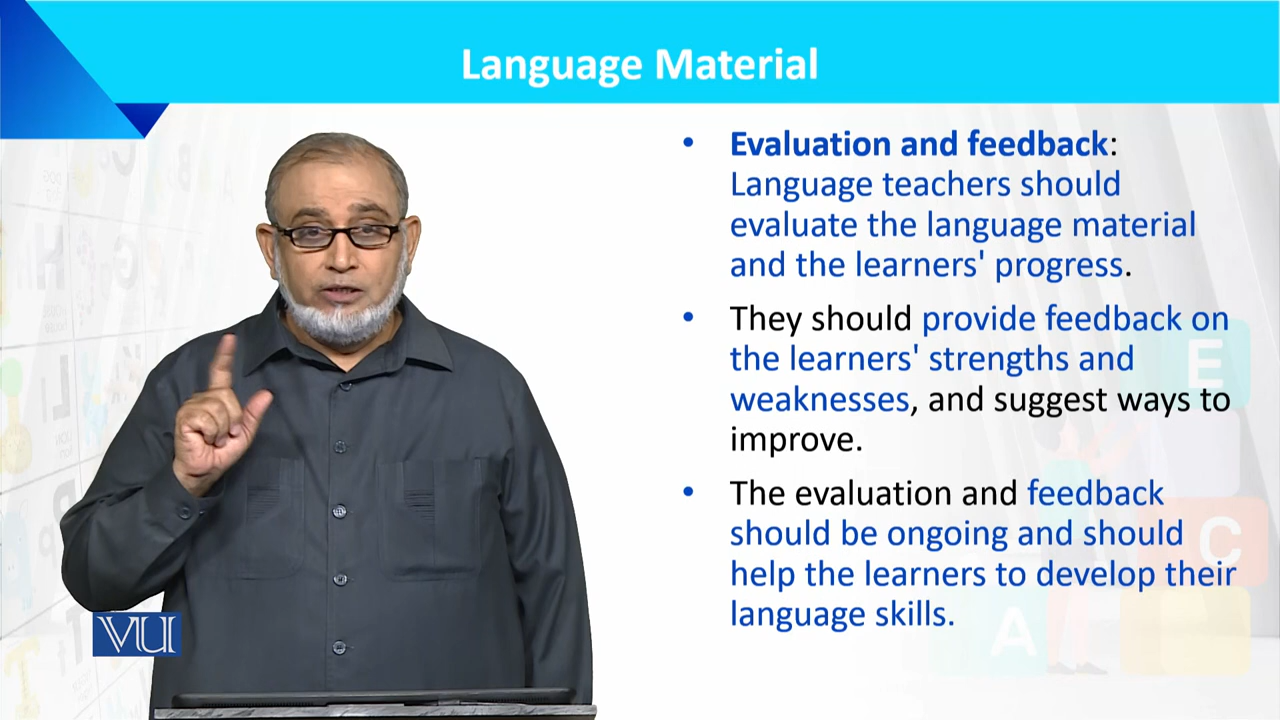 Language Material
• Evaluation and feedback:
Language teachers should
evaluate the language material
and the learners' progress.
• They should provide feedback on
the learners' strengths and
weaknesses, and suggest ways to
improve.
• The evaluation and feedback
should be ongoing and should
help the learners to develop their
language skills.
VU
E
C
A